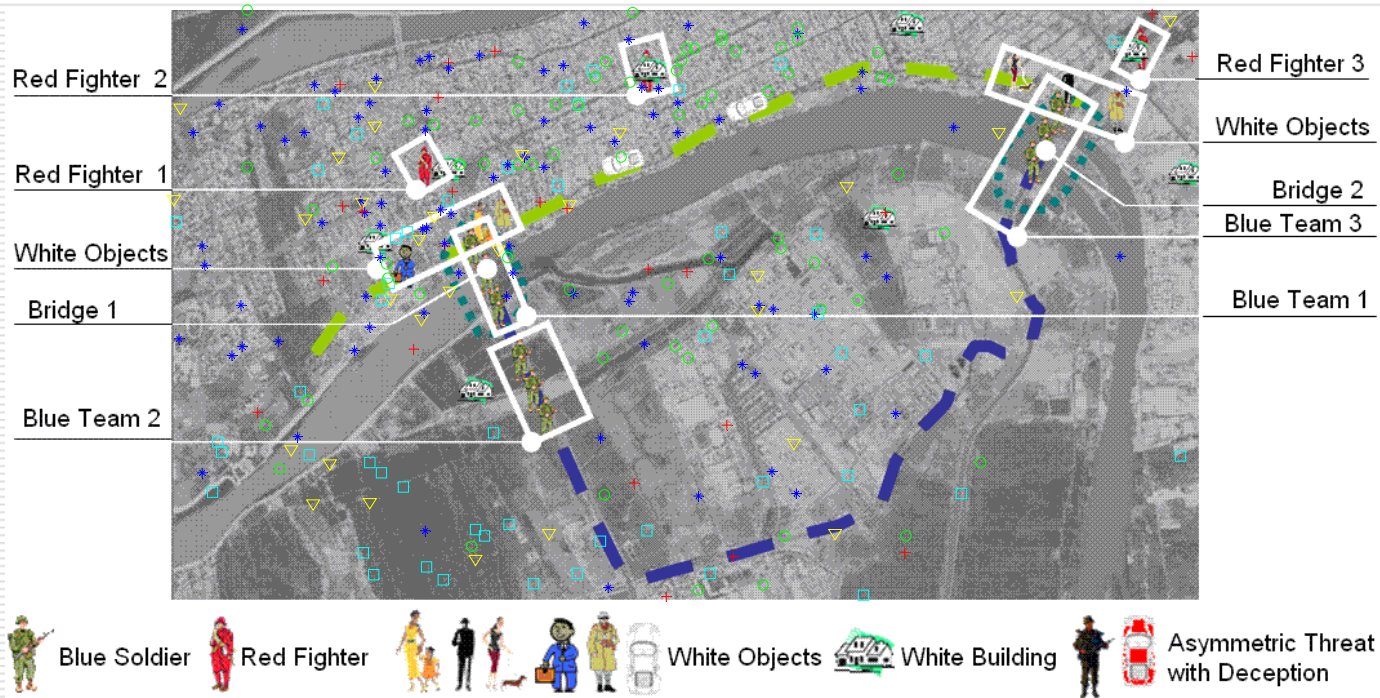 Red Fighter 2
Red Fighter 1
White Objects
Bridge 1
Blue Team 2
Red Fighter 3
White Objects
Bridge 2
Blue Team 3
Blue Team 1
Blue Soldier
Red Fighter
White Objects
White Building
Asymmetric Threat
with Deception